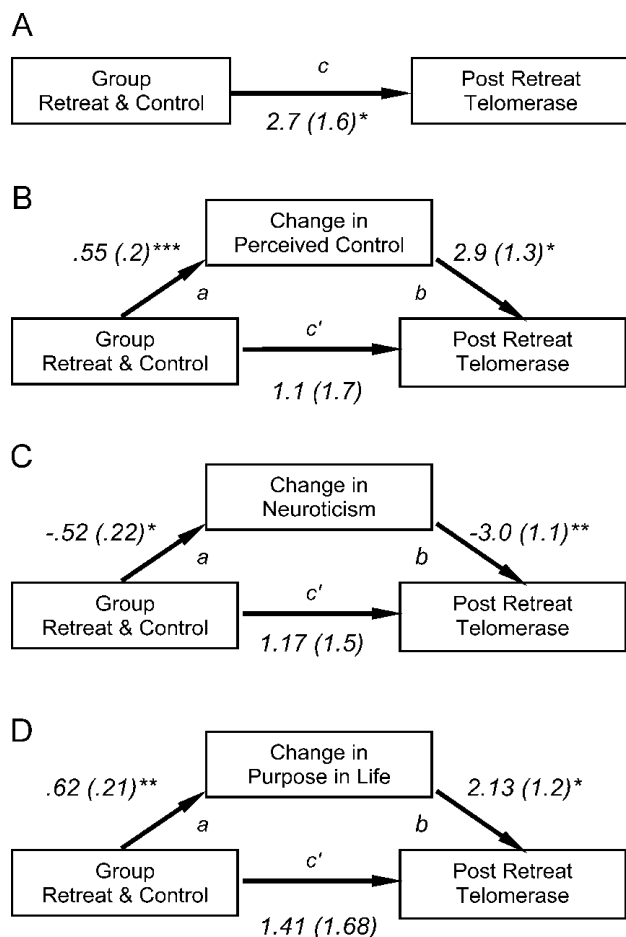 A
Group
Retreat & Control
c
2.7 (1.6)*
Post Retreat
Telomerase
B
Change in
Perceived Control
.55 (.2)***
2.9 (1.3)*
a
b
Group
Retreat & Control
c'
1.1 (1.7)
Post Retreat
Telomerase
C
Change in
Neuroticism
-.52 (.22)*
-3.0 (1.1)**
a
b
Group
Retreat & Control
c'
1.17 (1.5)
Post Retreat
Telomerase
D
Change in
Purpose in Life
.62 (.21)**
2.13 (1.2)*
a
b
Group
Retreat & Control
c'
1.41 (1.68)
Post Retreat
Telomerase